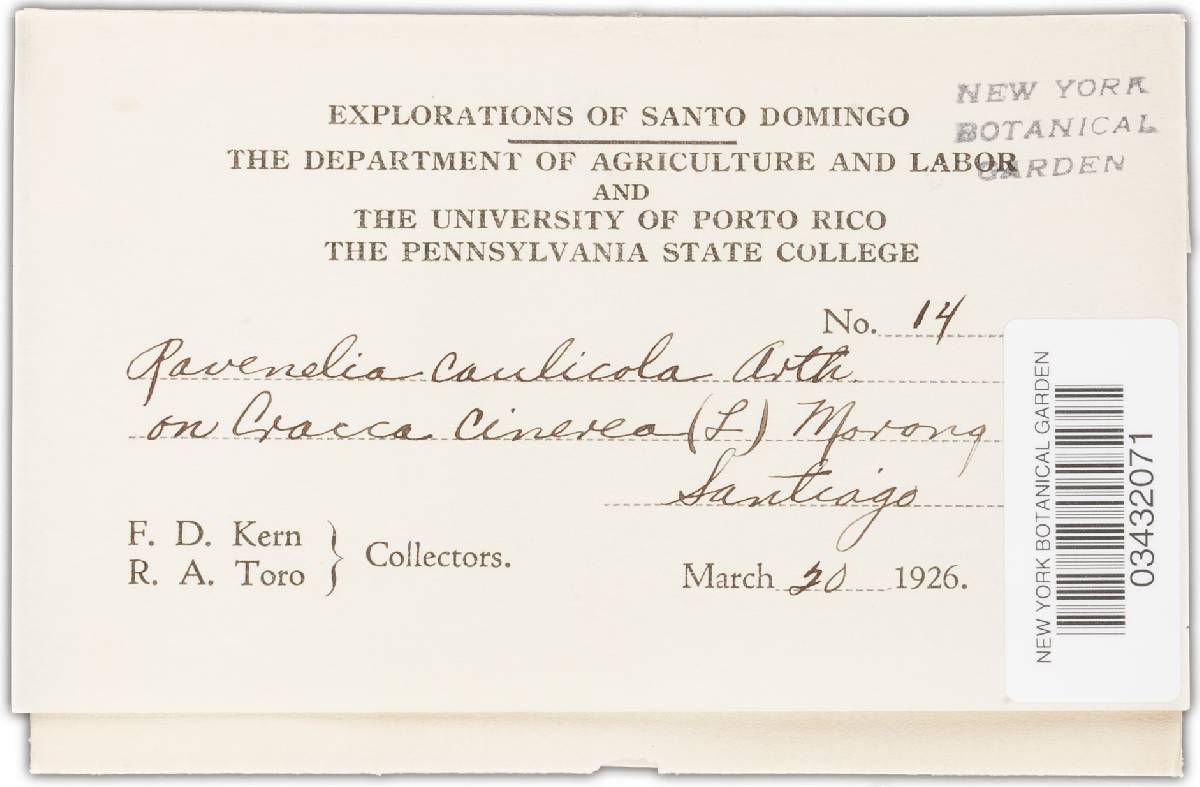 EXPLORATIONS OF SANTO DOMINGO
THE DEPARTMENT OF AGRICULTURE AND LABOR
AND
THE UNIVERSITY OF PORTO RICO
THE PENNSYLVANIA STATE COLLEGE
NEW YORK
BOTANICAL
GARDEN
No. 14
Ravenelia caulicola Arth.
on Cracca cinerea (L) Morong
Santiago
F. D. Kern
R. A. Toro
} Collectors.
March 20 1926.
NEW YORK BOTANICAL GARDEN
03432071